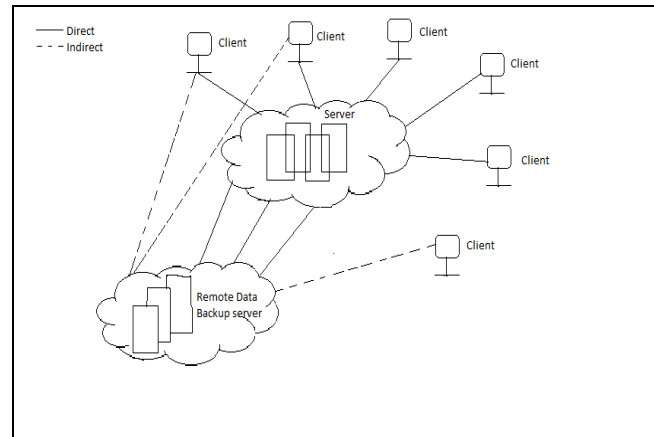 Direct
Indirect
Client
Client
Client
Client
Server
Client
Client
Remote Data
Backup server